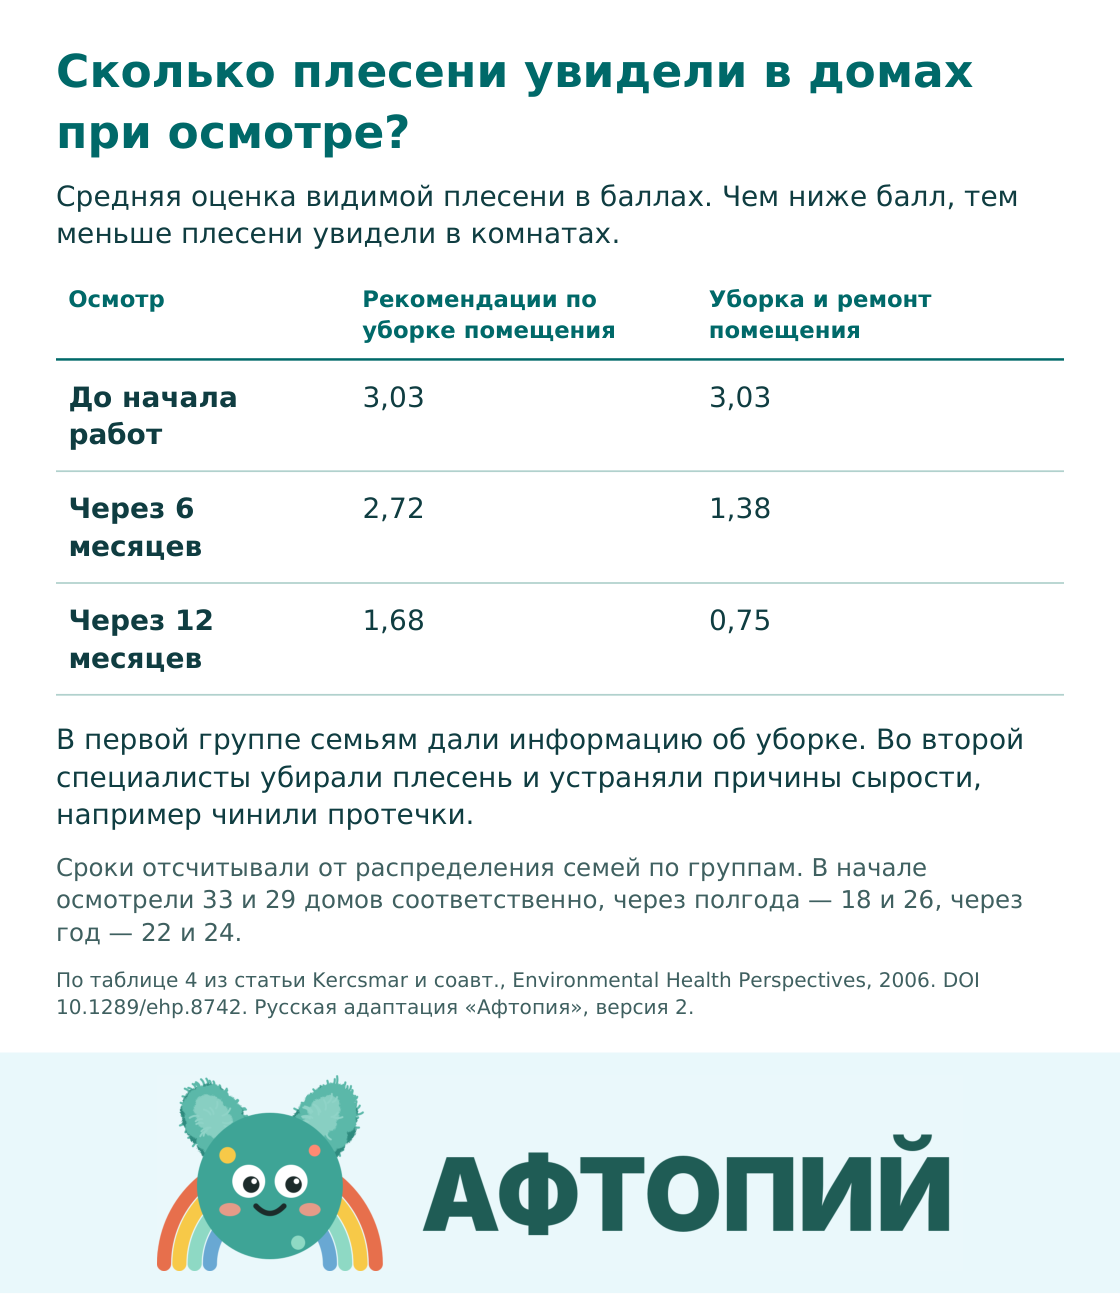 Сколько плесени увидели в домах
при осмотре?
Средняя оценка видимой плесени в баллах. Чем ниже балл, тем
меньше плесени увидели в комнатах.
Осмотр
Рекомендации по
уборке помещения
Уборка и ремонт
помещения
До начала
работ
3,03
3,03
Через 6
месяцев
2,72
1,38
Через 12
месяцев
1,68
0,75
В первой группе семьям дали информацию об уборке. Во второй
специалисты убирали плесень и устраняли причины сырости,
например чинили протечки.
Сроки отсчитывали от распределения семей по группам. В начале
осмотрели 33 и 29 домов соответственно, через полгода — 18 и 26, через
год — 22 и 24.
По таблице 4 из статьи Kercsmar и соавт., Environmental Health Perspectives, 2006. DOI
10.1289/ehp.8742. Русская адаптация «Афтопия», версия 2.
АФТОПИЙ